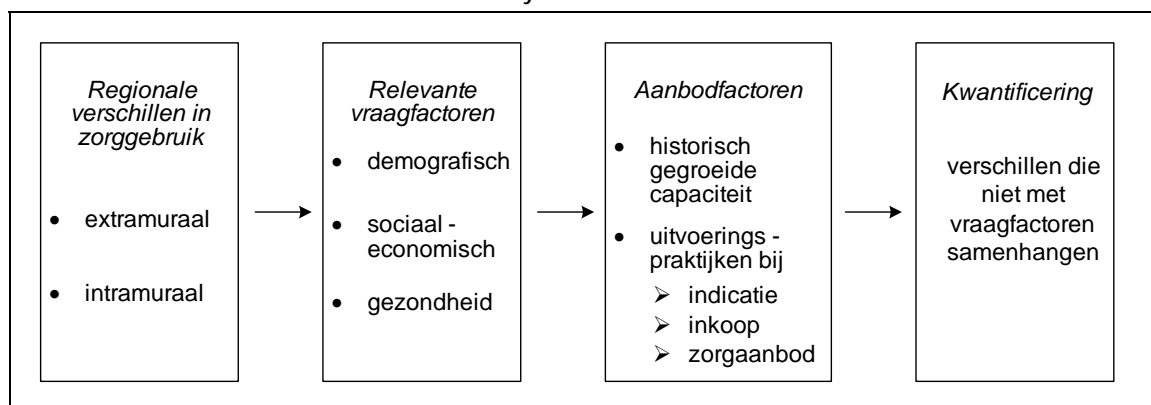 Regionale
verschillen in
zorggebruik
• extramuraal
• intramuraal
Relevante
vraagfactoren
• demografisch
• sociaal -
economisch
• gezondheid
Aanbodfactoren
• historisch
gegroeide
capaciteit
• uitvoerings -
praktijken bij
➢ indicatie
➢ inkoop
➢ zorgaanbod
Kwantificering
verschillen die
niet met
vraagfactoren
samenhangen